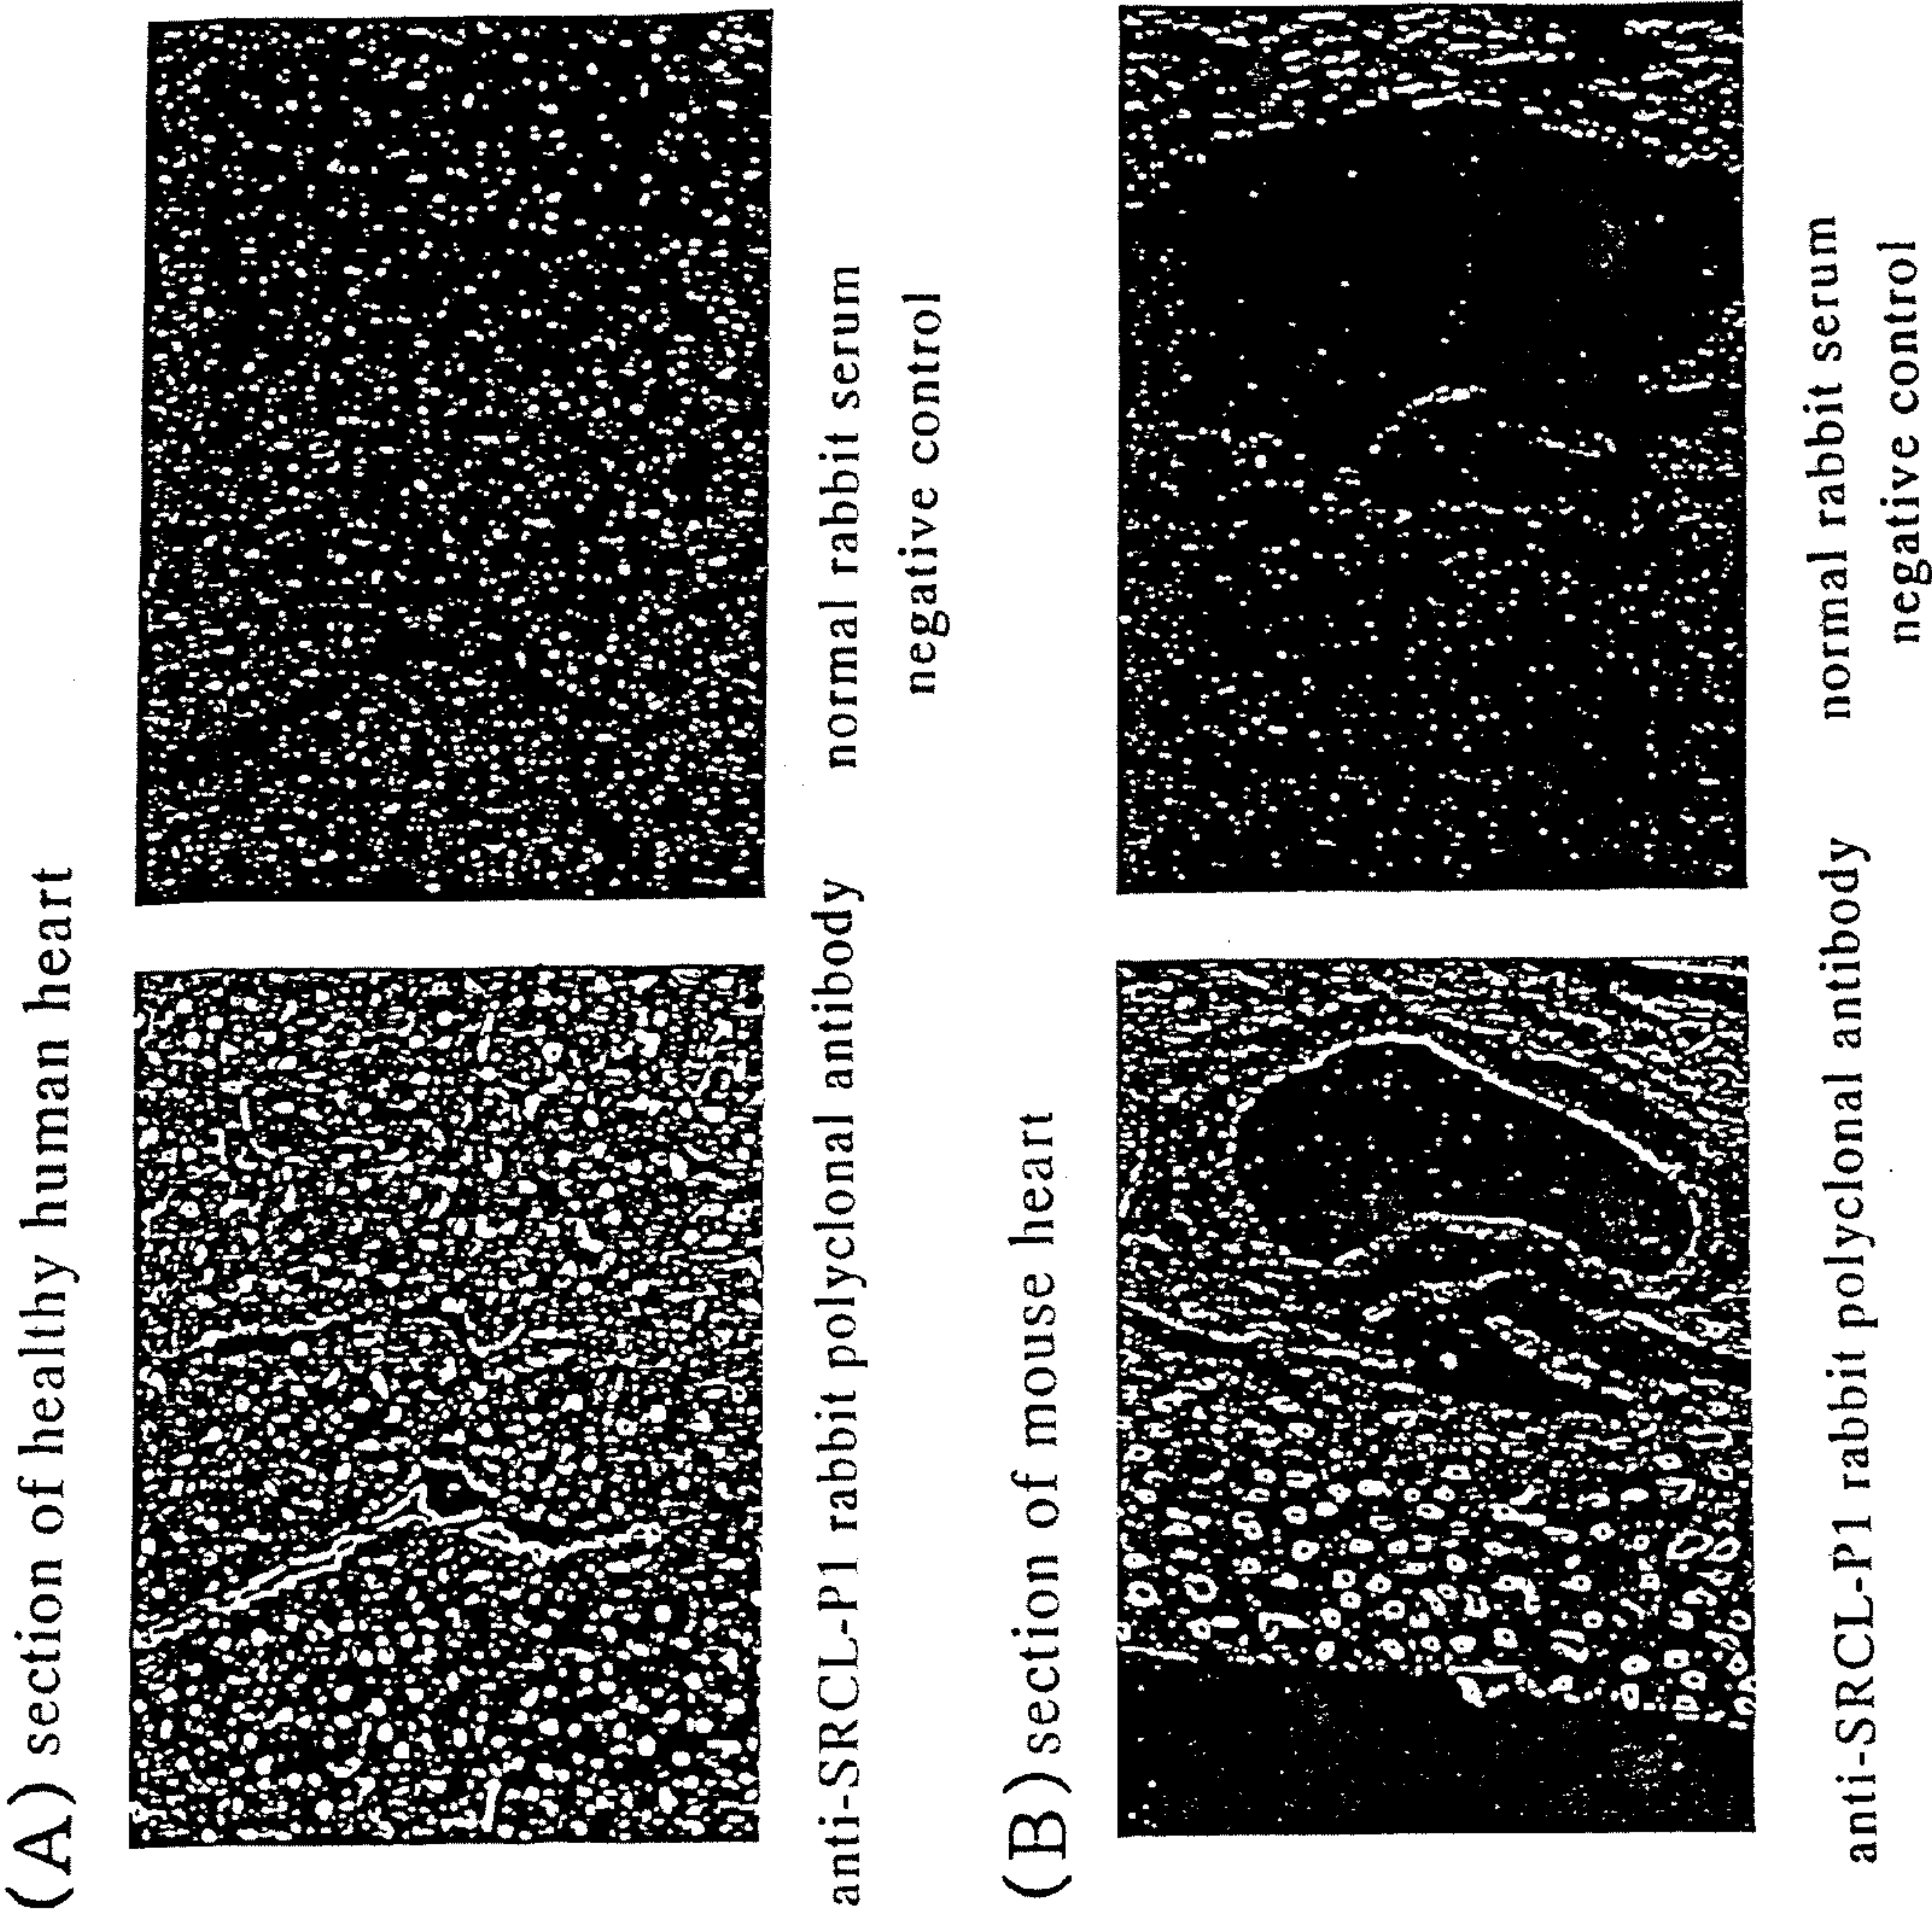 (A) section of healthy human heart
anti-SRCL-P1 rabbit polyclonal antibody
normal rabbit serum
negative control
(B) section of mouse heart
anti-SRCL-P1 rabbit polyclonal antibody
normal rabbit serum
negative control